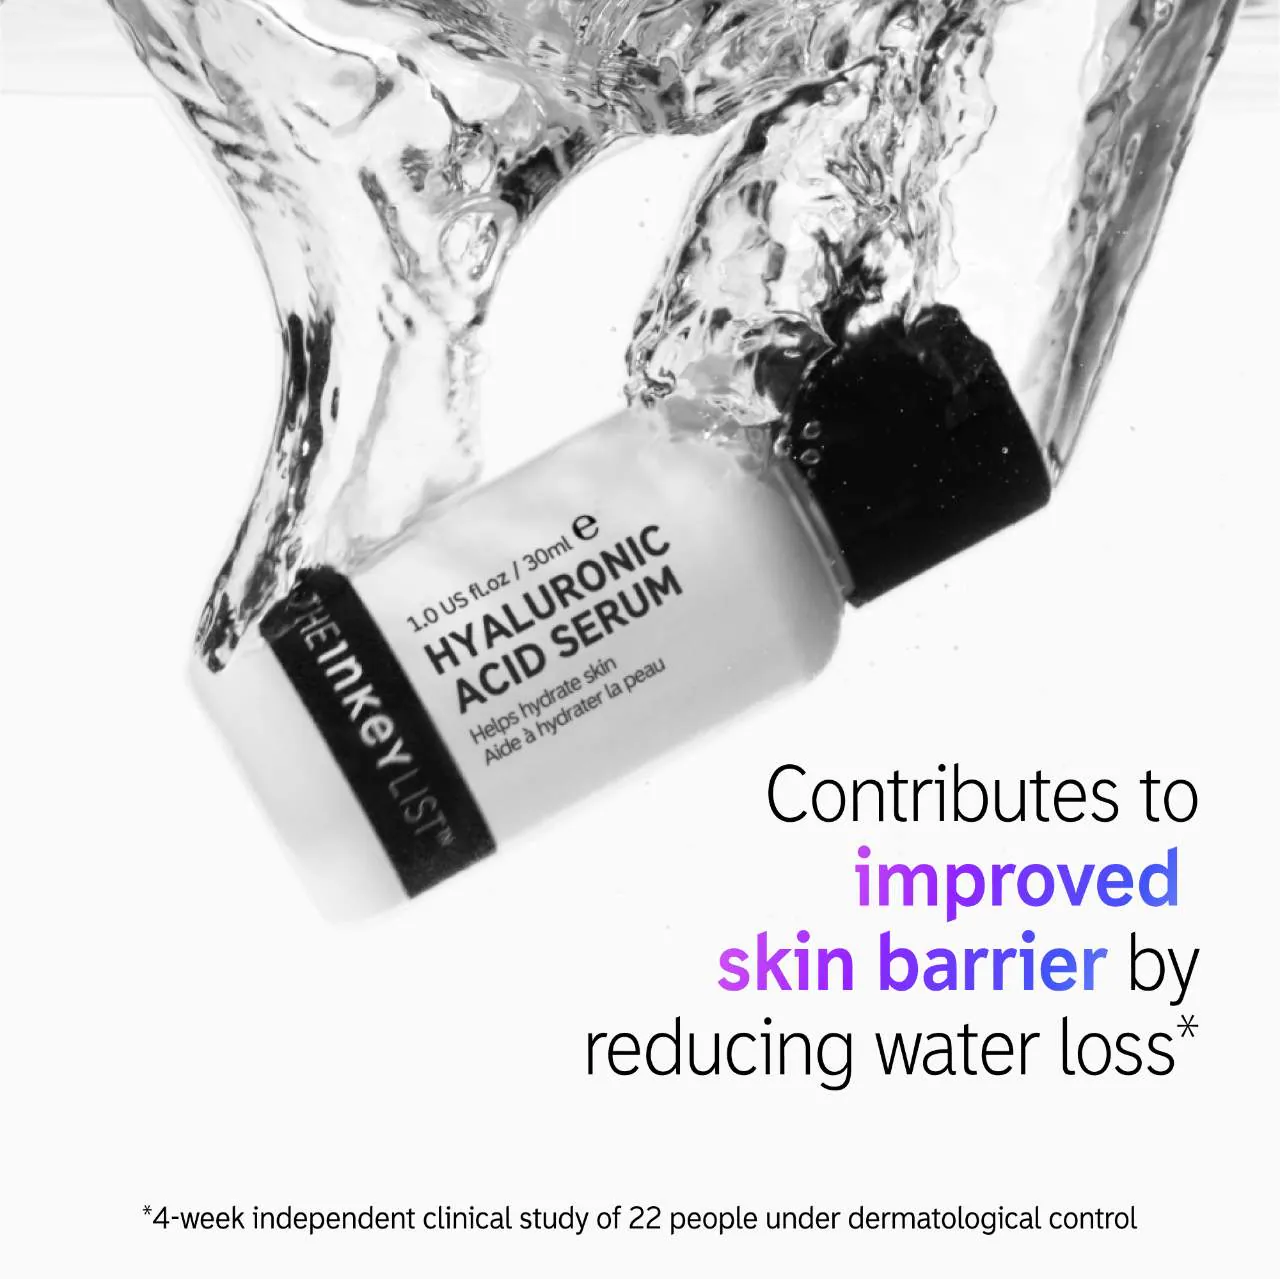 1.0 US fl.oz / 30ml ℮
HYALURONIC
ACID SERUM
Helps hydrate skin
Aide à hydrater la peau
THE INKEY LIST™
Contributes to
improved
skin barrier by
reducing water loss*
*4-week independent clinical study of 22 people under dermatological control